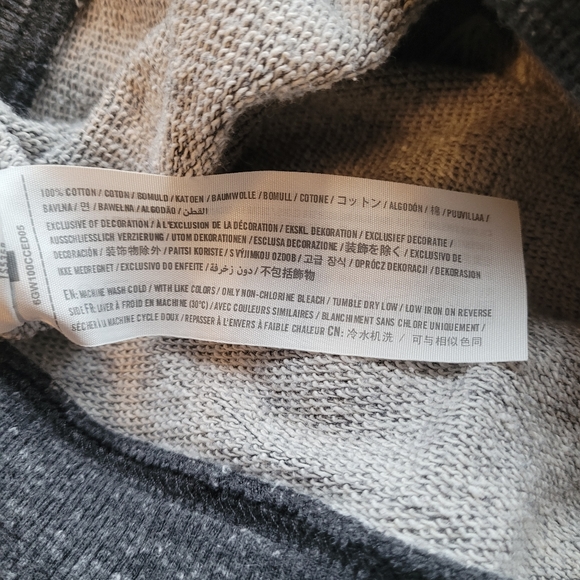 100% COTTON / COTON / BOMULD / KATOEN / BAUMWOLLE / BOMULL / COTONE / コットン / ALGODÓN / 棉 / PUUVILLAA /
BAVLNA / 면 / BAWEŁNA / ALGODÃO / القطن
EXCLUSIVE OF DECORATION / À L'EXCLUSION DE LA DÉCORATION / EKSKL. DEKORATION / EXCLUSIEF DECORATIE /
AUSSCHLIESSLICH VERZIERUNG / UTOM DEKORATIONEN / ESCLUSA DECORAZIONE / 装飾を除く / EXCLUSIVO DE
DECORACIÓN / 装饰物除外 / PAITSI KORISTE / S VÝJIMKOU OZDOB / 고급 장식 / OPRÓCZ DEKORACJI / DEKORASJON
IKKE MEDREGNET / EXCLUSIVO DO ENFEITE / دون زخرفة / 不包括飾物
EN: MACHINE WASH COLD / WITH LIKE COLORS / ONLY NON-CHLORINE BLEACH / TUMBLE DRY LOW / LOW IRON ON REVERSE
SIDE FR: LAVER À FROID EN MACHINE (30°C) / AVEC COULEURS SIMILAIRES / BLANCHIMENT SANS CHLORE UNIQUEMENT /
SÉCHER À LA MACHINE CYCLE DOUX / REPASSER À L'ENVERS À FAIBLE CHALEUR CN: 冷水机洗 / 可与相似色同
6GW100CCED05